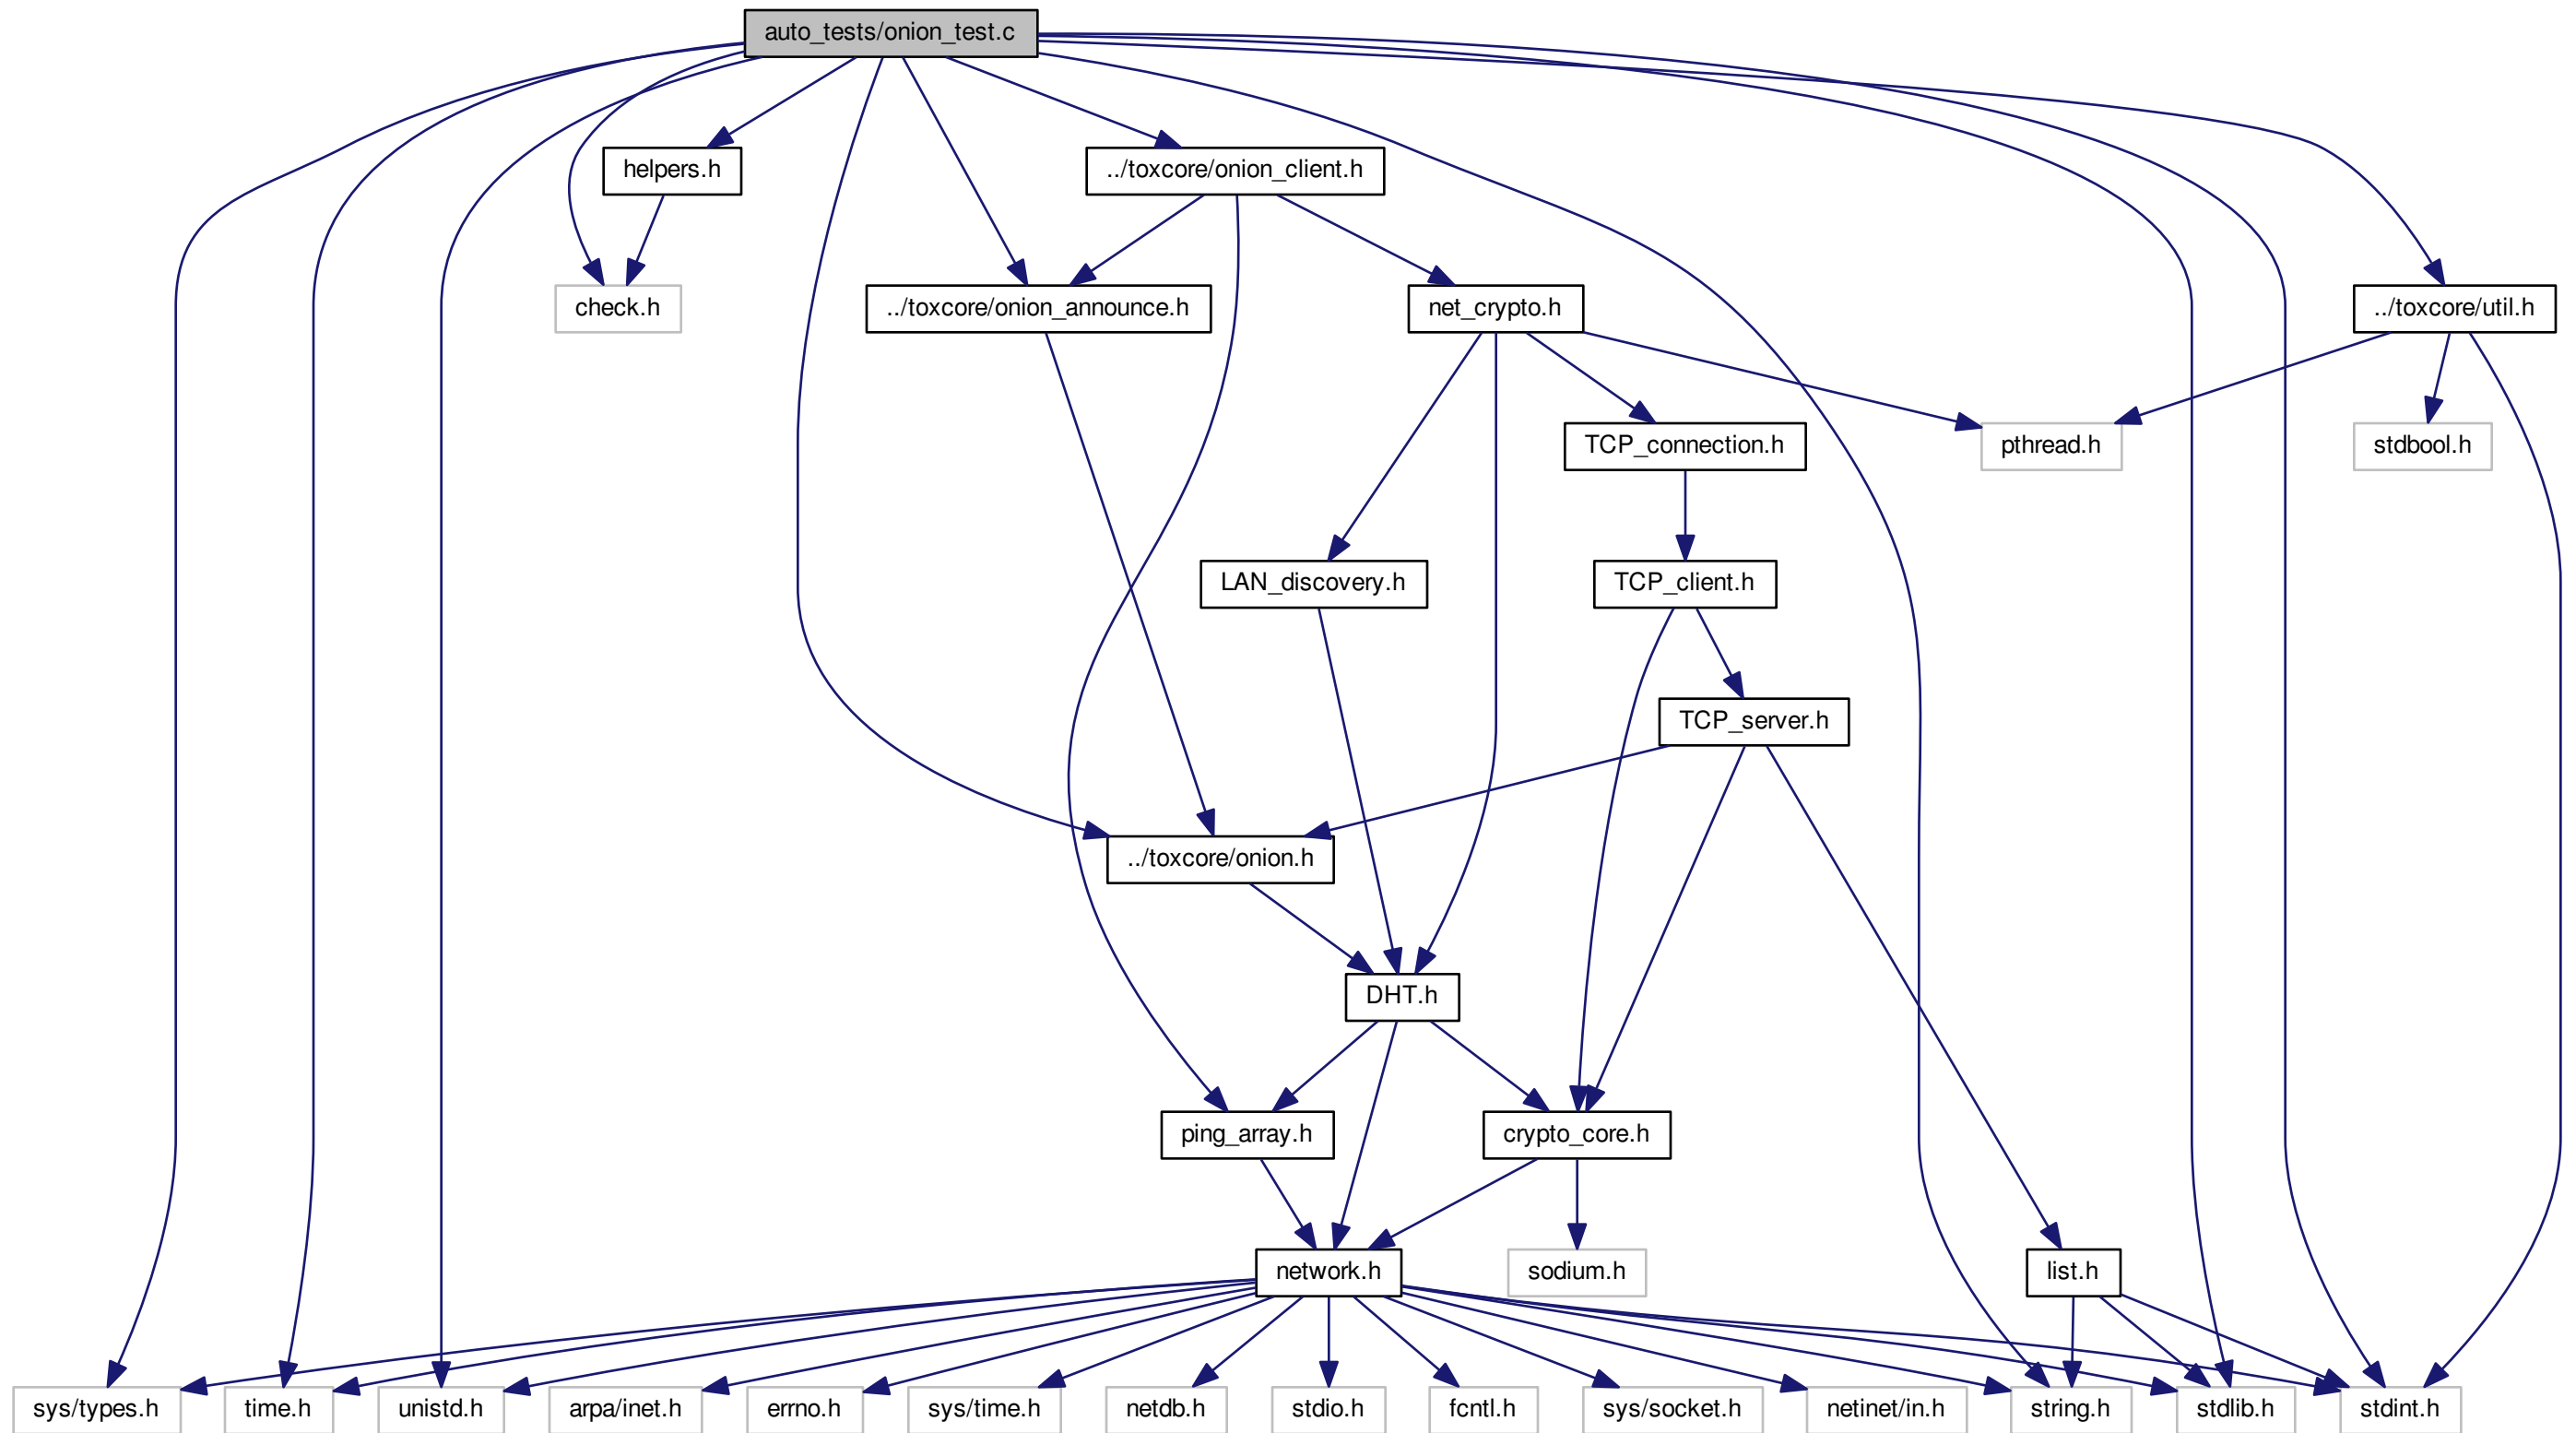 auto_tests/onion_test.c
helpers.h
../toxcore/onion_client.h
check.h
../toxcore/onion_announce.h
net_crypto.h
../toxcore/util.h
TCP_connection.h
pthread.h
stdbool.h
LAN_discovery.h
TCP_client.h
TCP_server.h
../toxcore/onion.h
DHT.h
ping_array.h
crypto_core.h
network.h
sodium.h
list.h
sys/types.h
time.h
unistd.h
arpa/inet.h
errno.h
sys/time.h
netdb.h
stdio.h
fcntl.h
sys/socket.h
netinet/in.h
string.h
stdlib.h
stdint.h